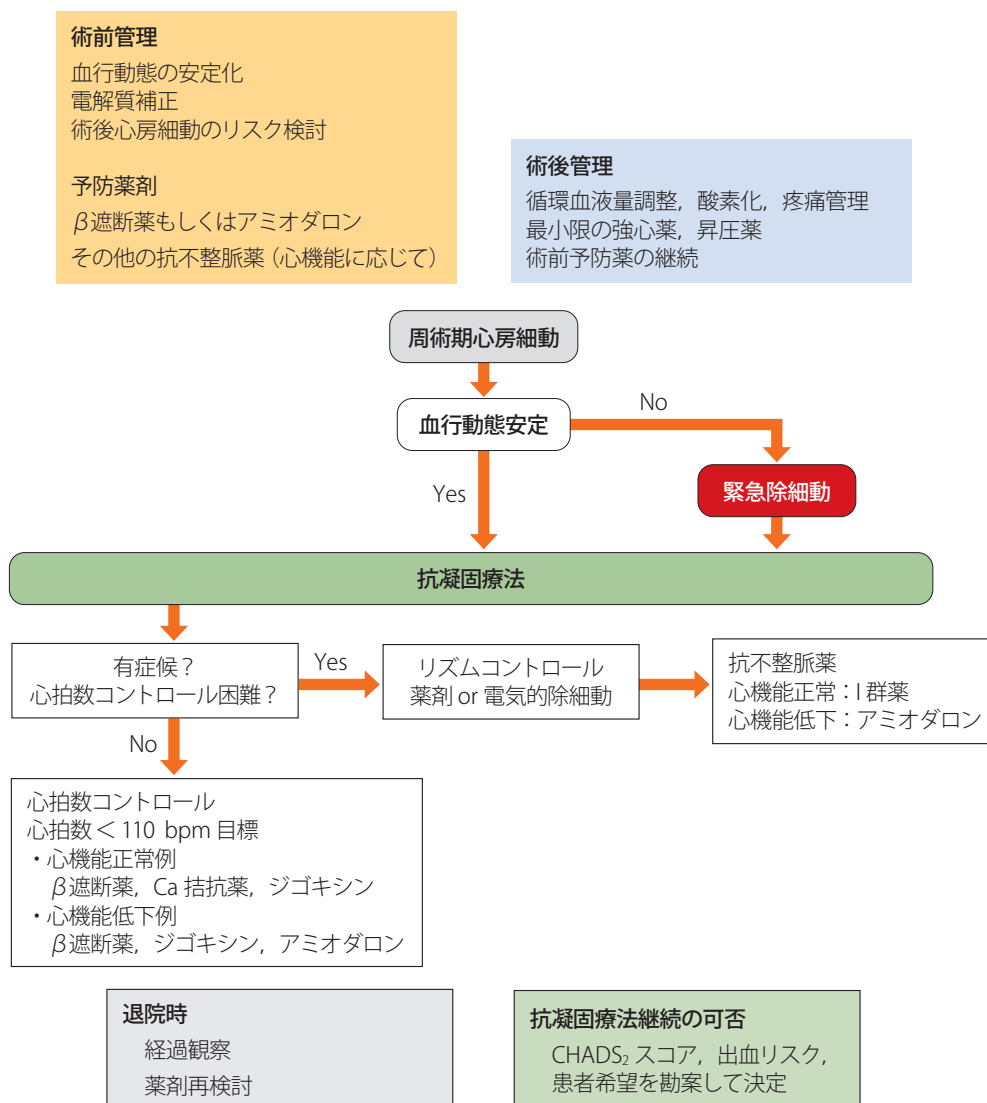 術前管理
血行動態の安定化
電解質補正
術後心房細動のリスク検討
予防薬剤
β遮断薬もしくはアミオダロン
その他の抗不整脈薬（心機能に応じて）
術後管理
循環血液量調整，酸素化，疼痛管理
最小限の強心薬，昇圧薬
術前予防薬の継続
周術期心房細動
血行動態安定
No
Yes
緊急除細動
抗凝固療法
有症候？
心拍数コントロール困難？
Yes
リズムコントロール
薬剤 or 電気的除細動
抗不整脈薬
心機能正常：I 群薬
心機能低下：アミオダロン
No
心拍数コントロール
心拍数＜110 bpm 目標
・心機能正常例
β遮断薬，Ca 拮抗薬，ジゴキシン
・心機能低下例
β遮断薬，ジゴキシン，アミオダロン
退院時
経過観察
薬剤再検討
抗凝固療法継続の可否
CHADS₂ スコア，出血リスク，
患者希望を勘案して決定